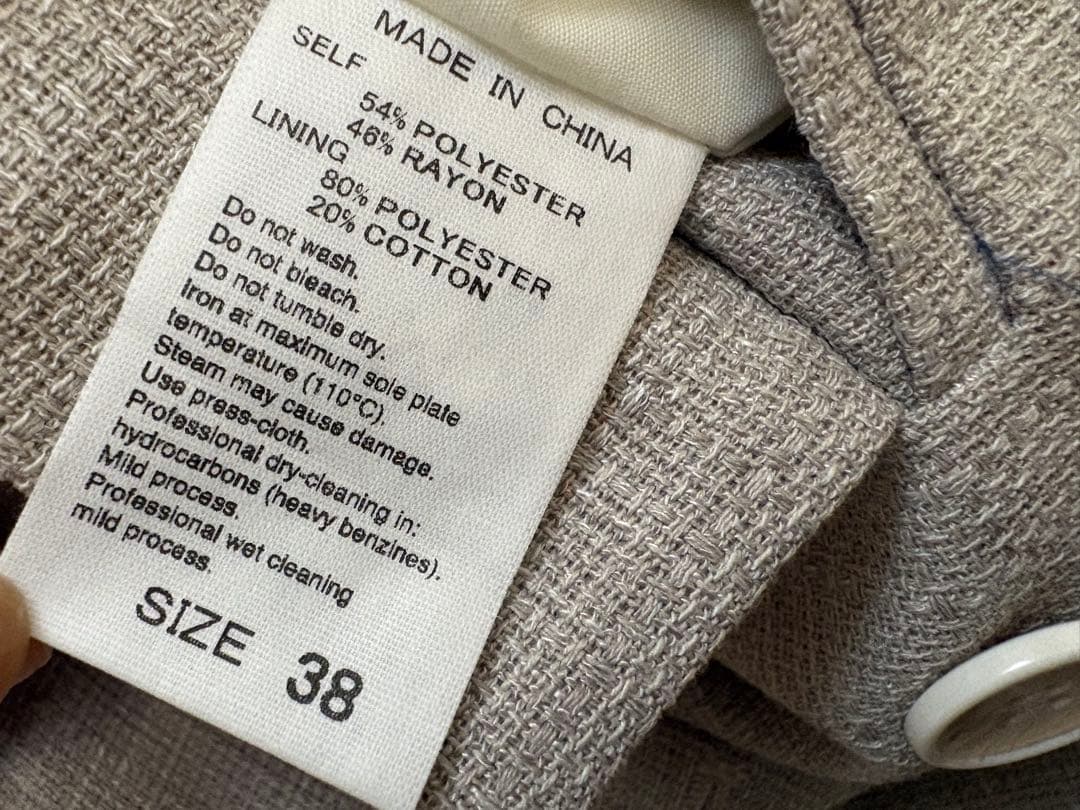 MADE IN CHINA
SELF
54% POLYESTER
46% RAYON
LINING
80% POLYESTER
20% COTTON
Do not wash.
Do not bleach.
Do not tumble dry.
Iron at maximum sole plate
temperature (110°C).
Steam may cause damage.
Use press-cloth.
Professional dry-cleaning in:
hydrocarbons (heavy benzines).
Mild process.
Professional wet cleaning
mild process.
SIZE 38